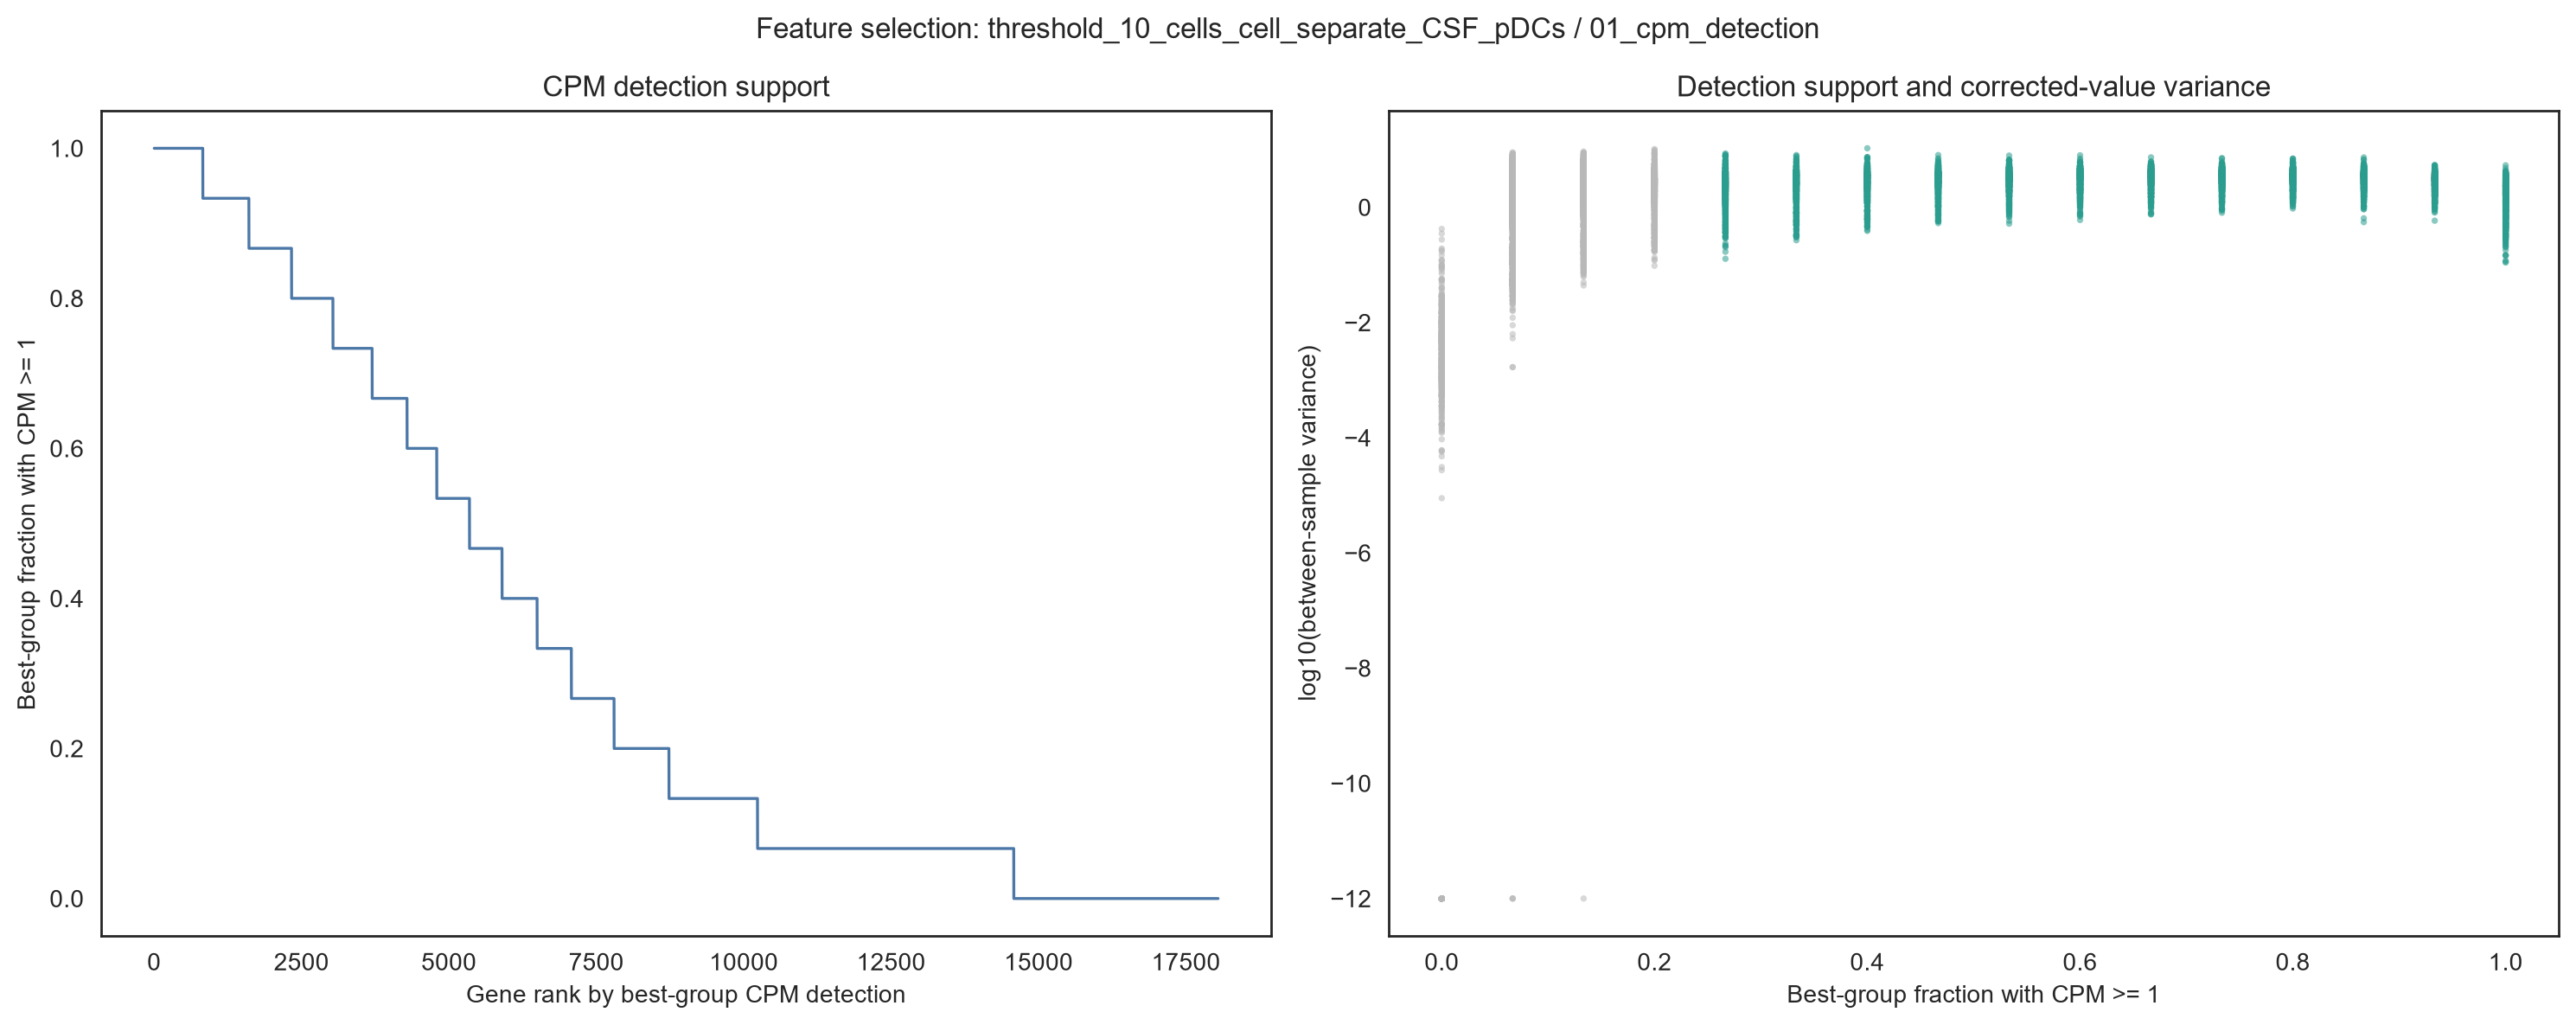 Feature selection: threshold_10_cells_cell_separate_CSF_pDCs / 01_cpm_detection
CPM detection support
1.0
0.8
0.6
0.4
0.2
0.0
Best-group fraction with CPM >= 1
0 2500 5000 7500 10000 12500 15000 17500
Gene rank by best-group CPM detection
Detection support and corrected-value variance
0
−2
−4
−6
−8
−10
−12
log10(between-sample variance)
0.0 0.2 0.4 0.6 0.8 1.0
Best-group fraction with CPM >= 1